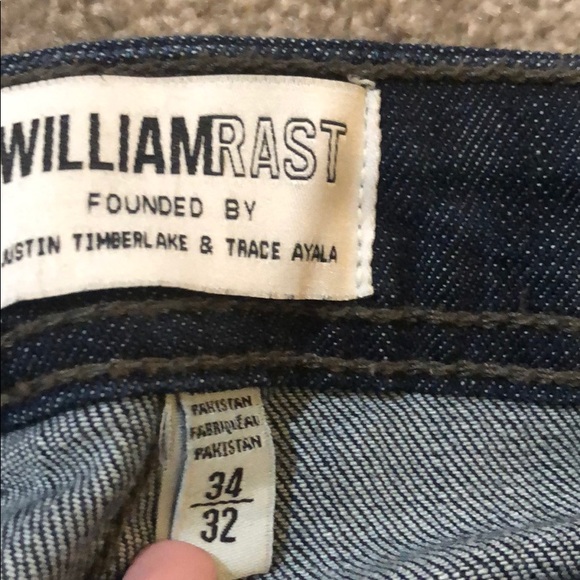 WILLIAMRAST
FOUNDED BY
USTIN TIMBERLAKE & TRACE AYALA
PAKISTAN
FABRIQUÉ AU
PAKISTAN
34
32